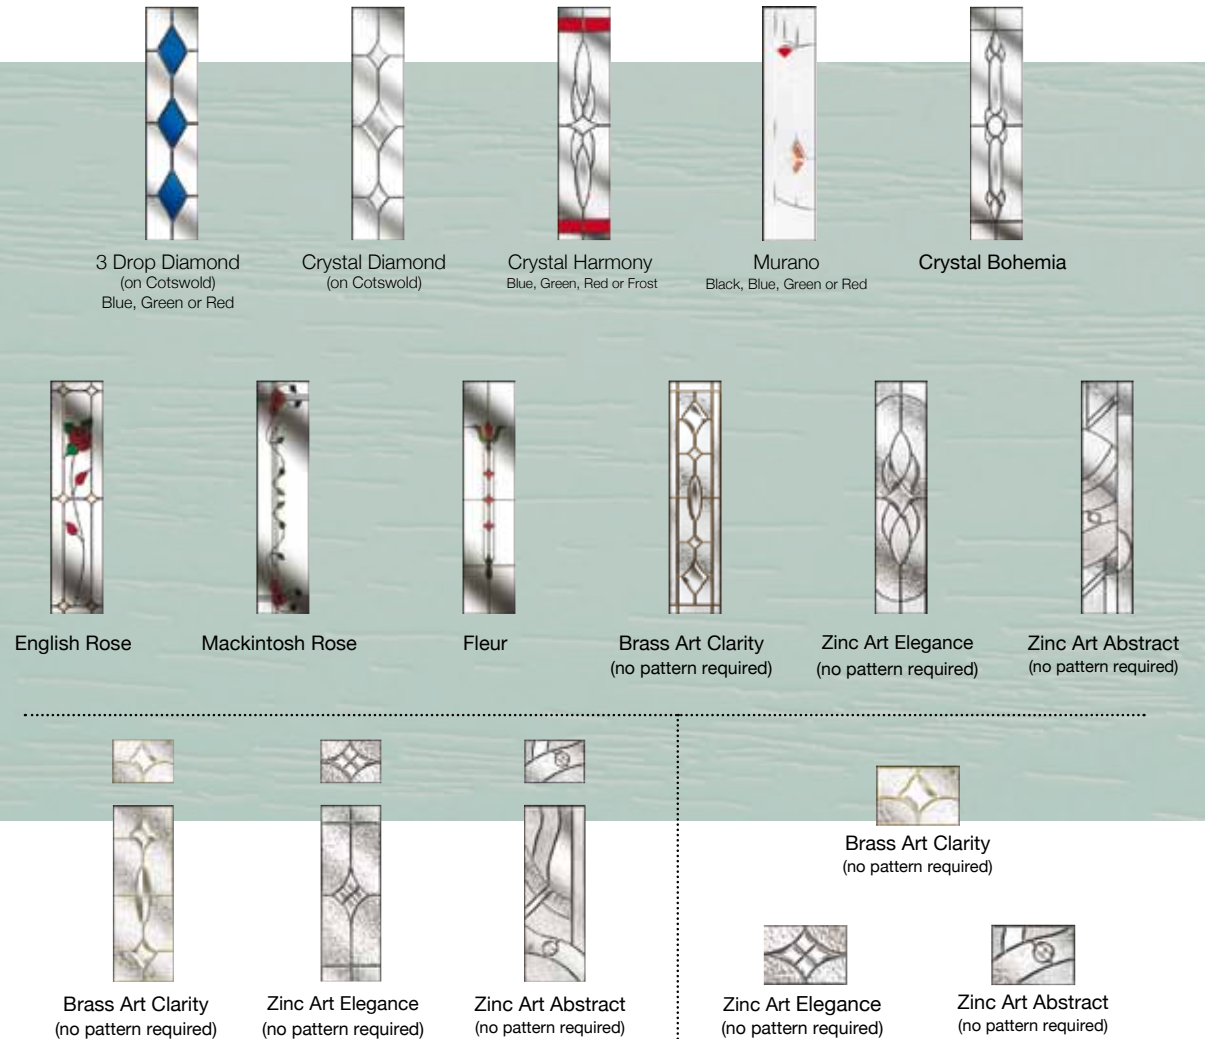 3 Drop Diamond
(on Cotswold)
Blue, Green or Red
Crystal Diamond
(on Cotswold)
Crystal Harmony
Blue, Green, Red or Frost
Murano
Black, Blue, Green or Red
Crystal Bohemia
English Rose
Mackintosh Rose
Fleur
Brass Art Clarity
(no pattern required)
Zinc Art Elegance
(no pattern required)
Zinc Art Abstract
(no pattern required)
Brass Art Clarity
(no pattern required)
Zinc Art Elegance
(no pattern required)
Zinc Art Abstract
(no pattern required)
Brass Art Clarity
(no pattern required)
Zinc Art Elegance
(no pattern required)
Zinc Art Abstract
(no pattern required)